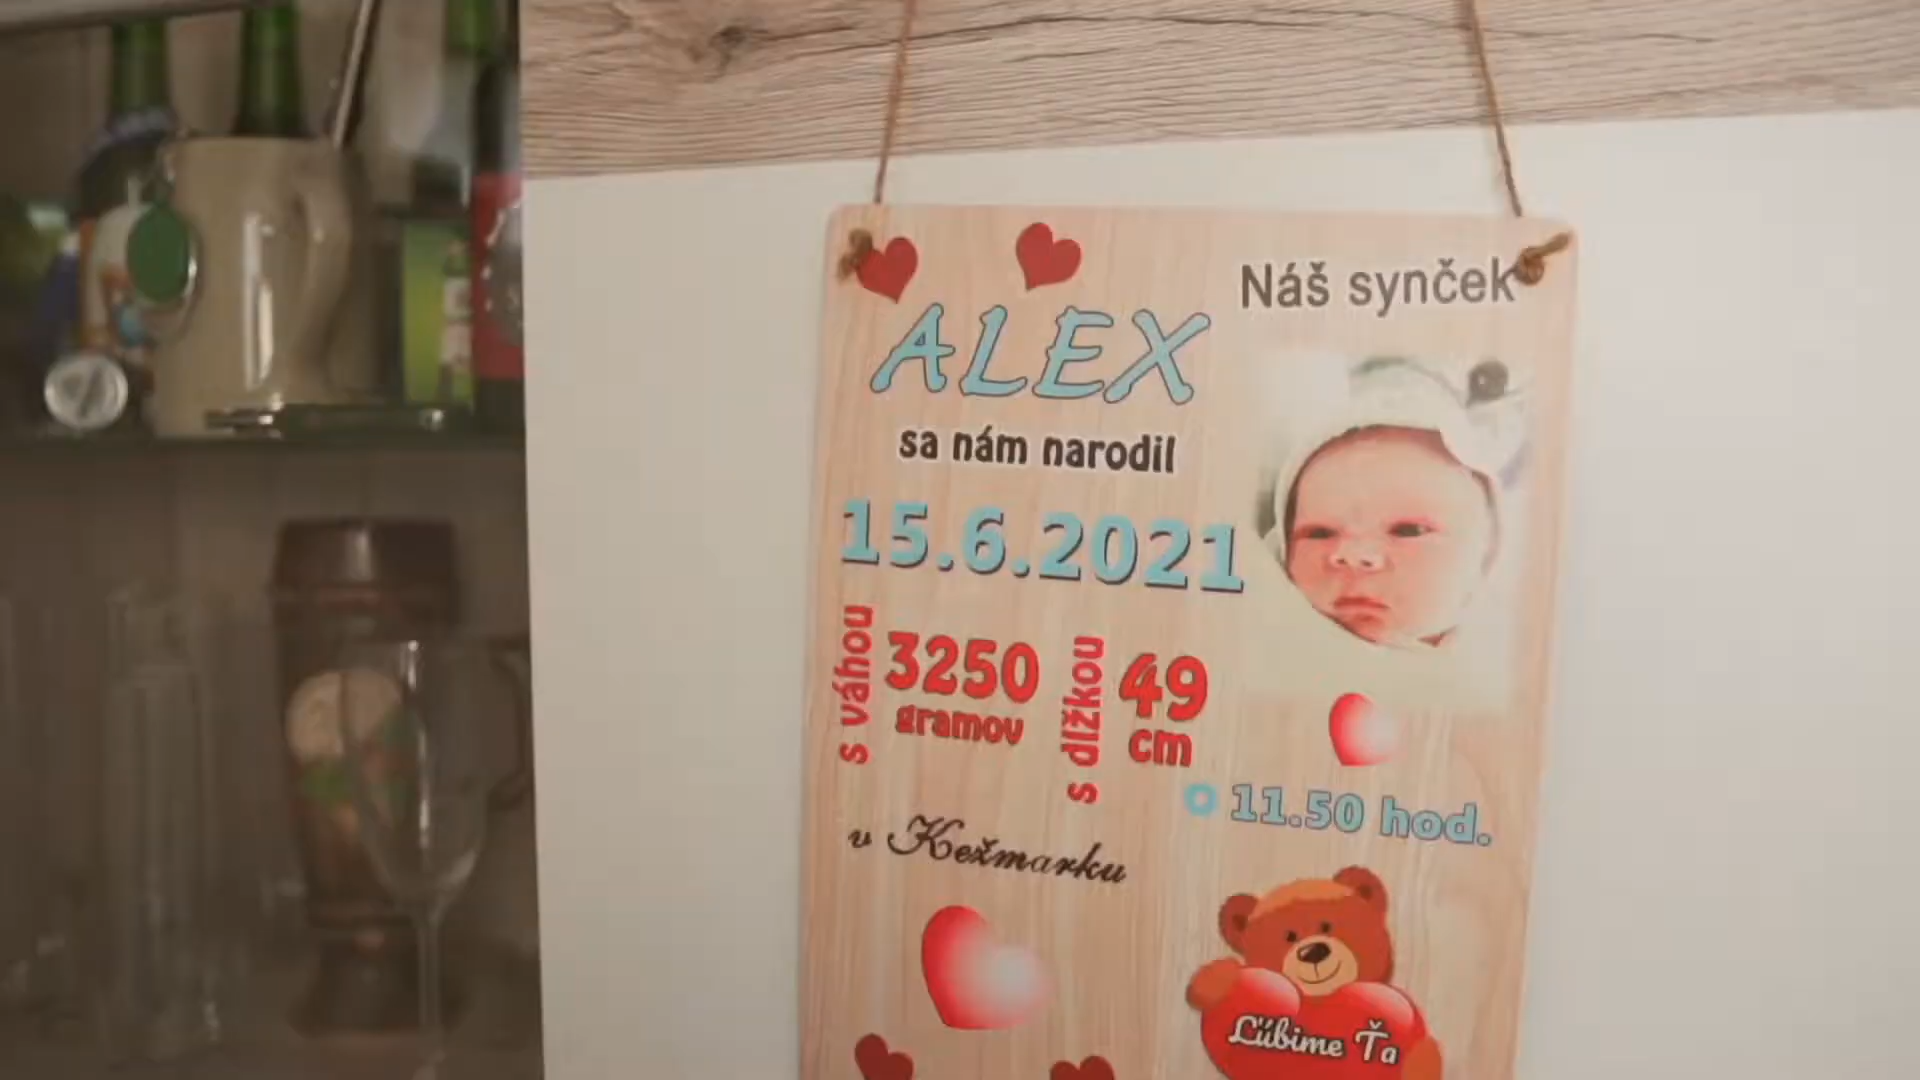 Náš synček
ALEX
sa nám narodil
15.6.2021
s váhou
3250
gramov
s dĺžkou
49
cm
o 11.50 hod.
v Kežmarku
Ľúbime Ťa